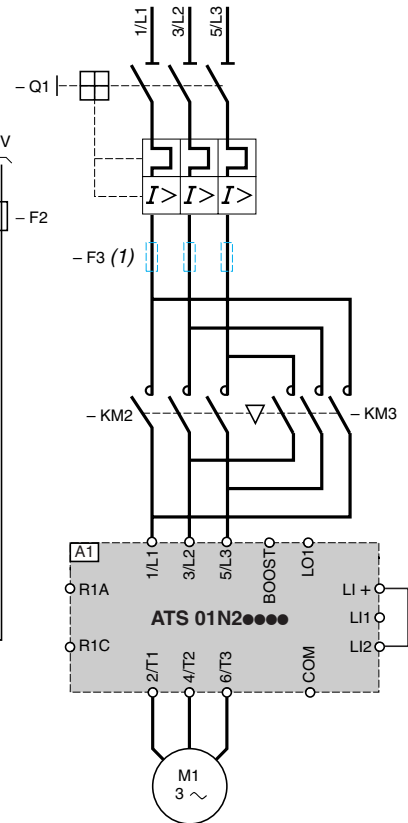 1/L1 3/L2 5/L3
– Q1
V
I> I> I>
– F2
– F3 (1)
– KM2
– KM3
A1
1/L1 3/L2 5/L3 BOOST LO1
R1A
LI +
ATS 01N2●●●●
LI1
R1C
LI2
2/T1 4/T2 6/T3 COM
M1
3 ~